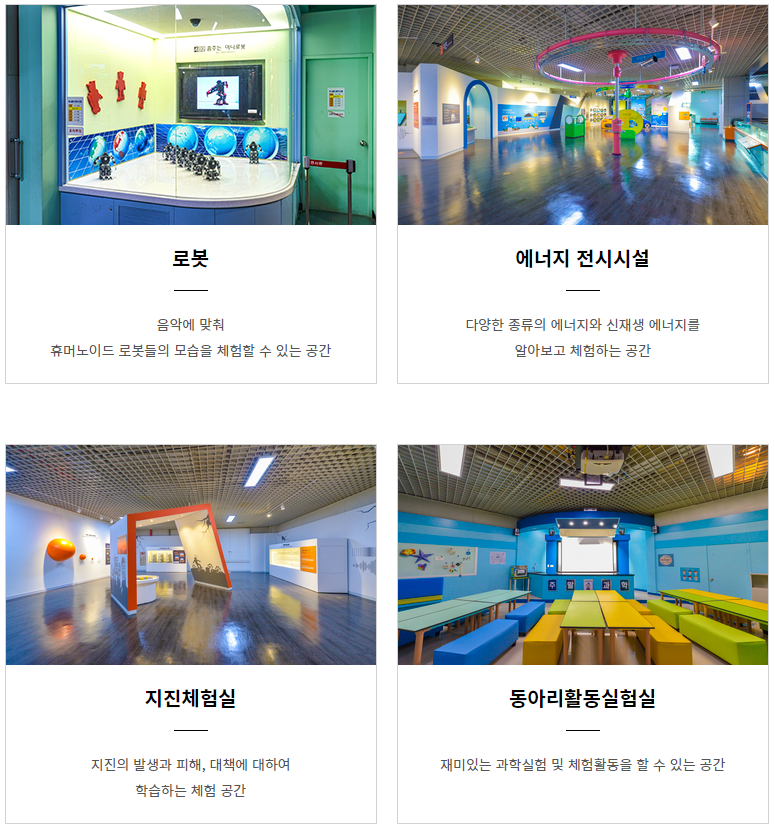 춤추는 미니로봇
로봇
음악에 맞춰
휴머노이드 로봇들의 모습을 체험할 수 있는 공간
에너지 전시시설
다양한 종류의 에너지와 신재생 에너지를
알아보고 체험하는 공간
지진체험실
지진의 발생과 피해, 대책에 대하여
학습하는 체험 공간
주말 과학
동아리활동실험실
재미있는 과학실험 및 체험활동을 할 수 있는 공간